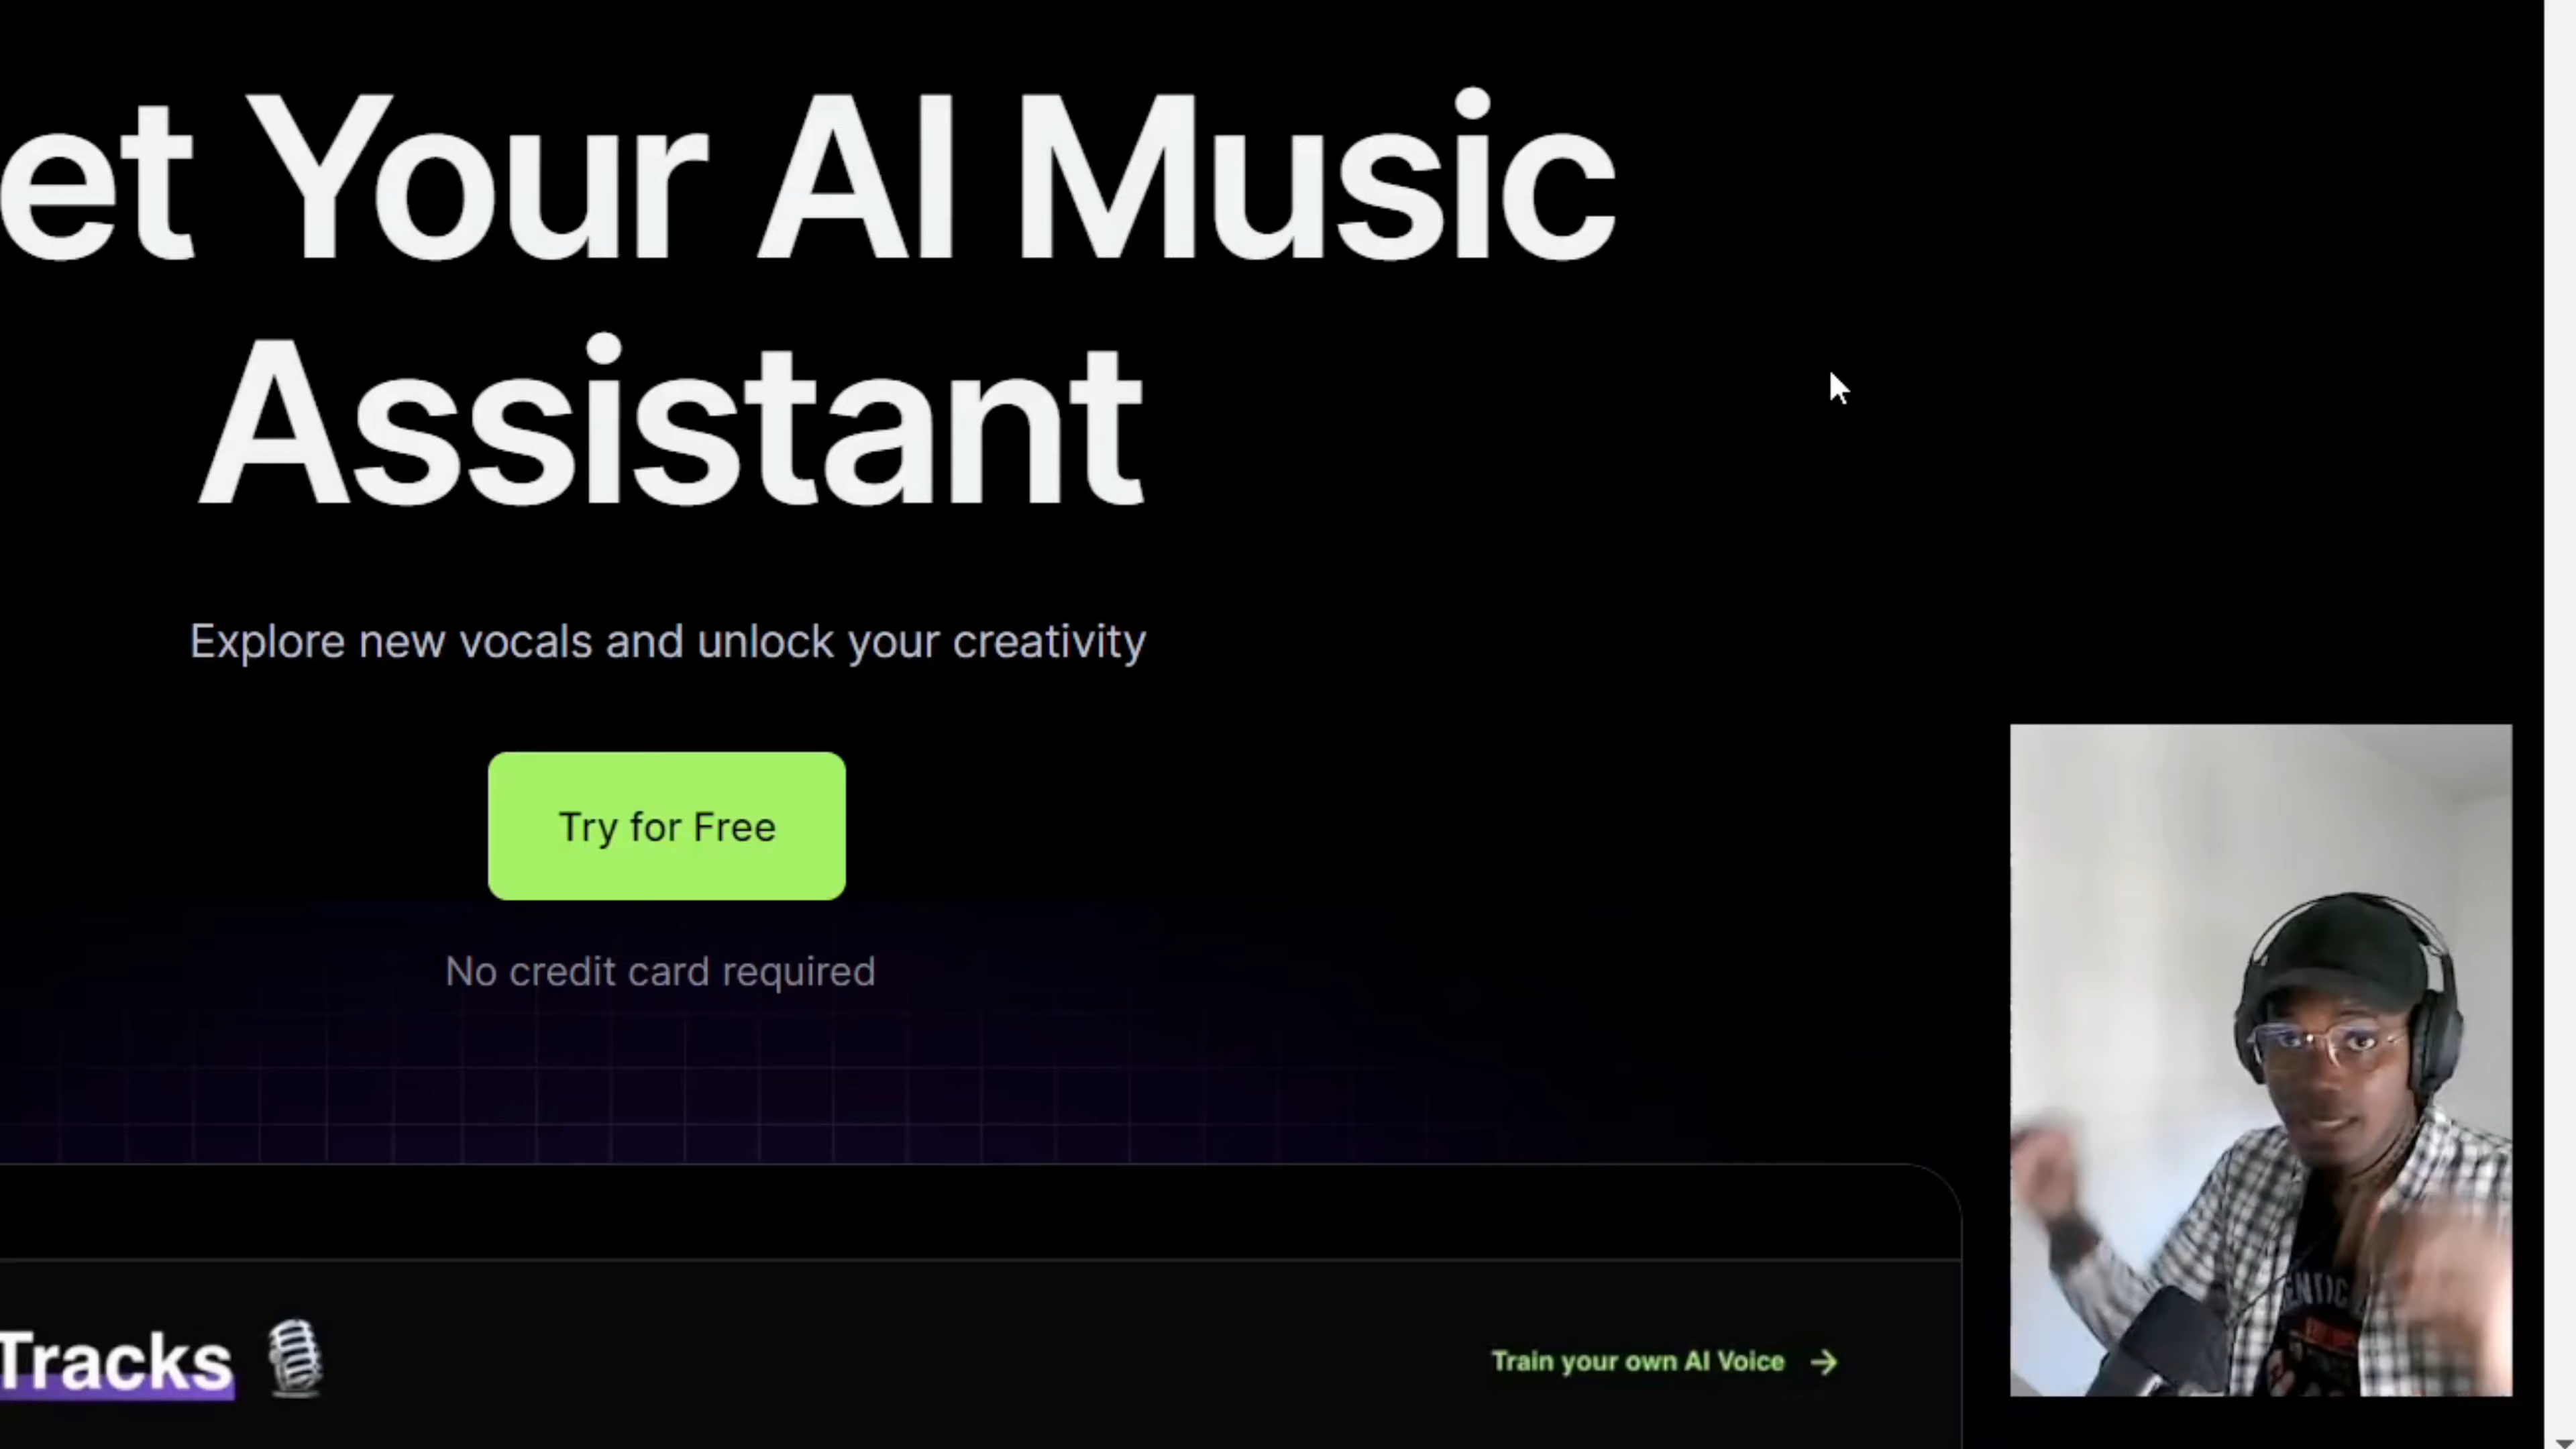 et Your AI Music
Assistant
Explore new vocals and unlock your creativity
Try for Free
No credit card required
Tracks
Train your own AI Voice